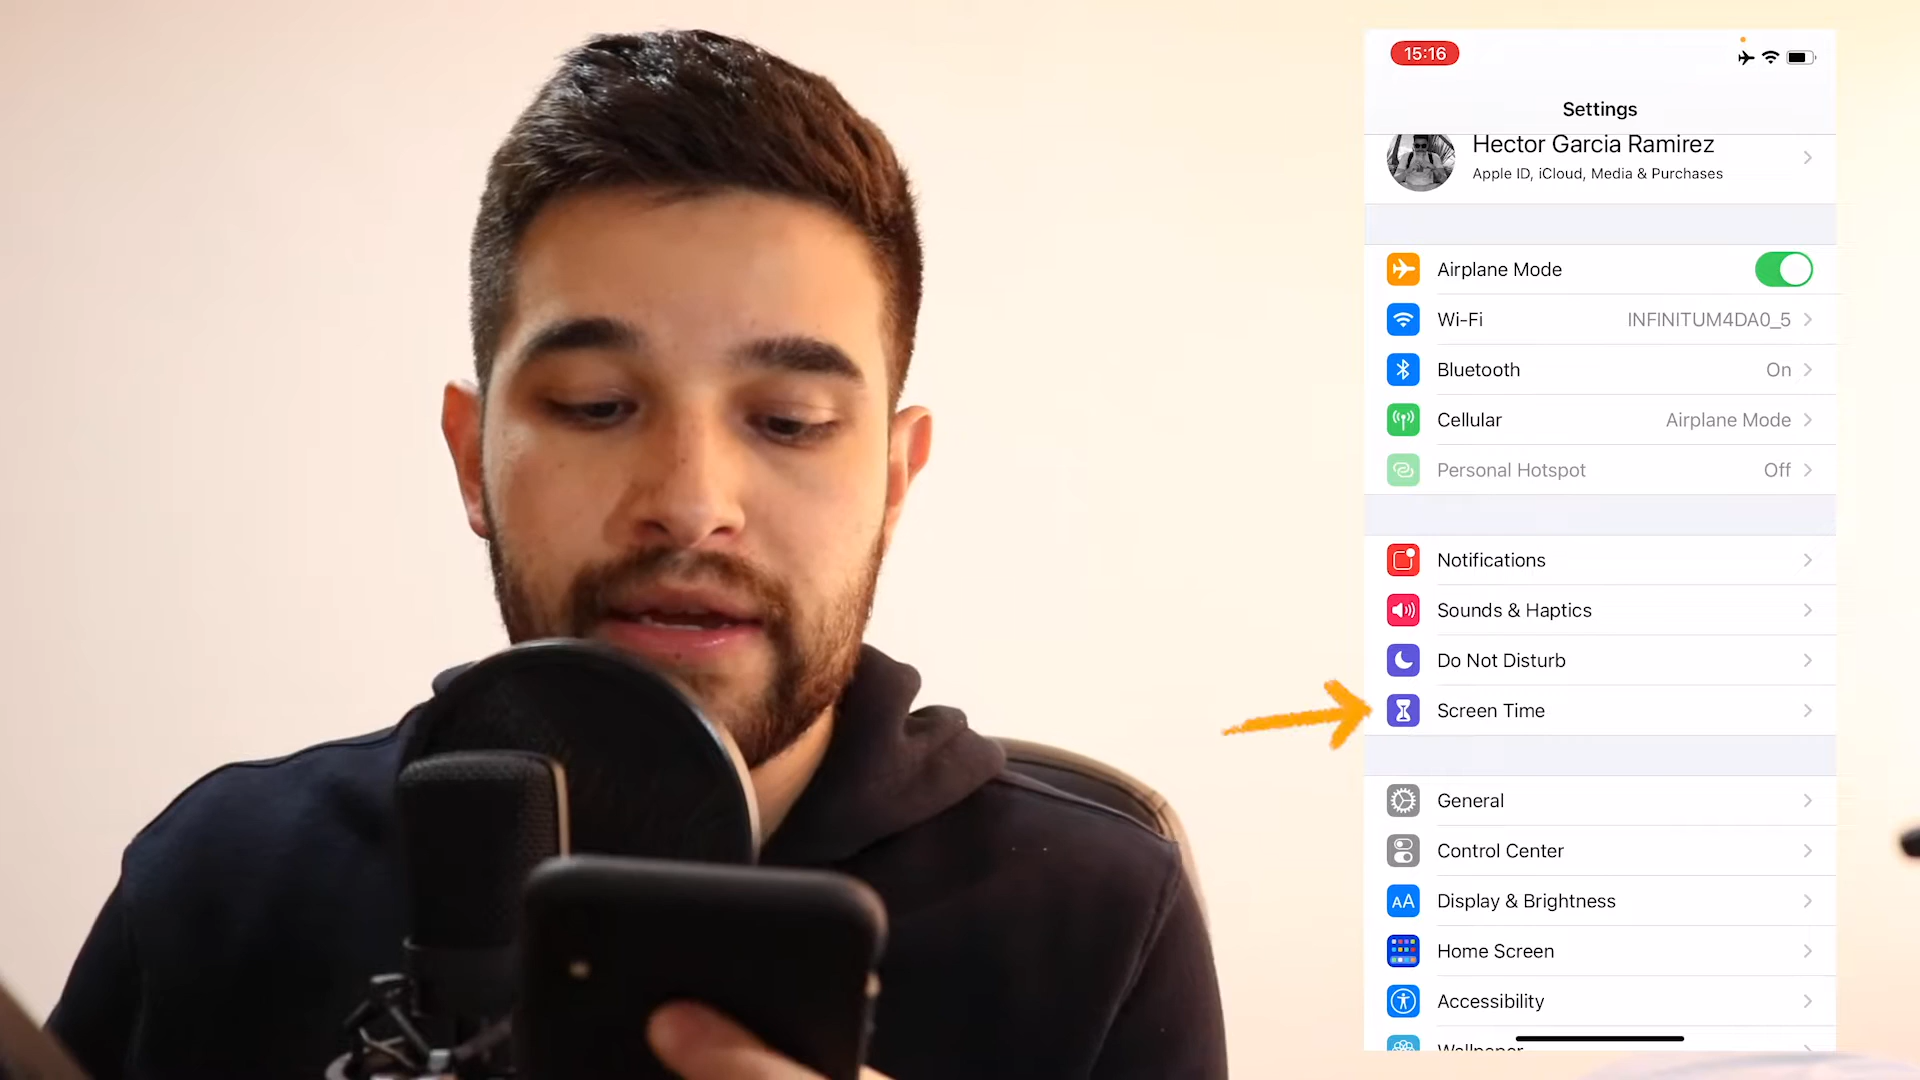 15:16
Settings
Hector Garcia Ramirez
Apple ID, iCloud, Media & Purchases
Airplane Mode
Wi-Fi INFINITUM4DA0_5
Bluetooth On
Cellular Airplane Mode
Personal Hotspot Off
Notifications
Sounds & Haptics
Do Not Disturb
Screen Time
General
Control Center
AA Display & Brightness
Home Screen
Accessibility
Wallpaper